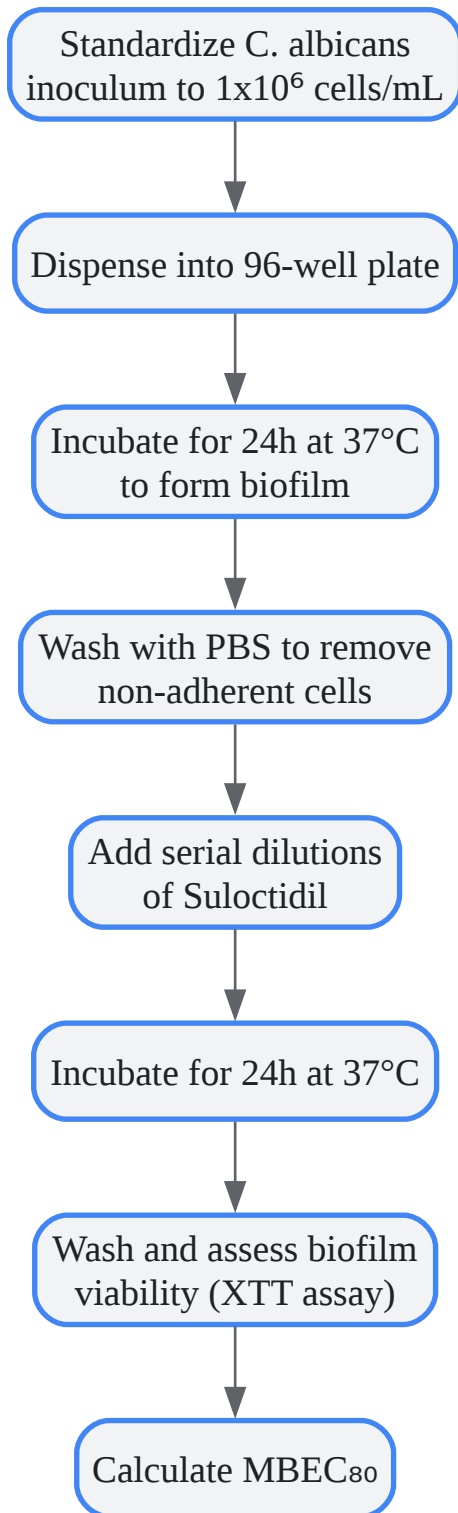 Standardize C. albicans
inoculum to 1x10⁶ cells/mL
Dispense into 96-well plate
Incubate for 24h at 37°C
to form biofilm
Wash with PBS to remove
non-adherent cells
Add serial dilutions
of Suloctidil
Incubate for 24h at 37°C
Wash and assess biofilm
viability (XTT assay)
Calculate MBEC₈₀